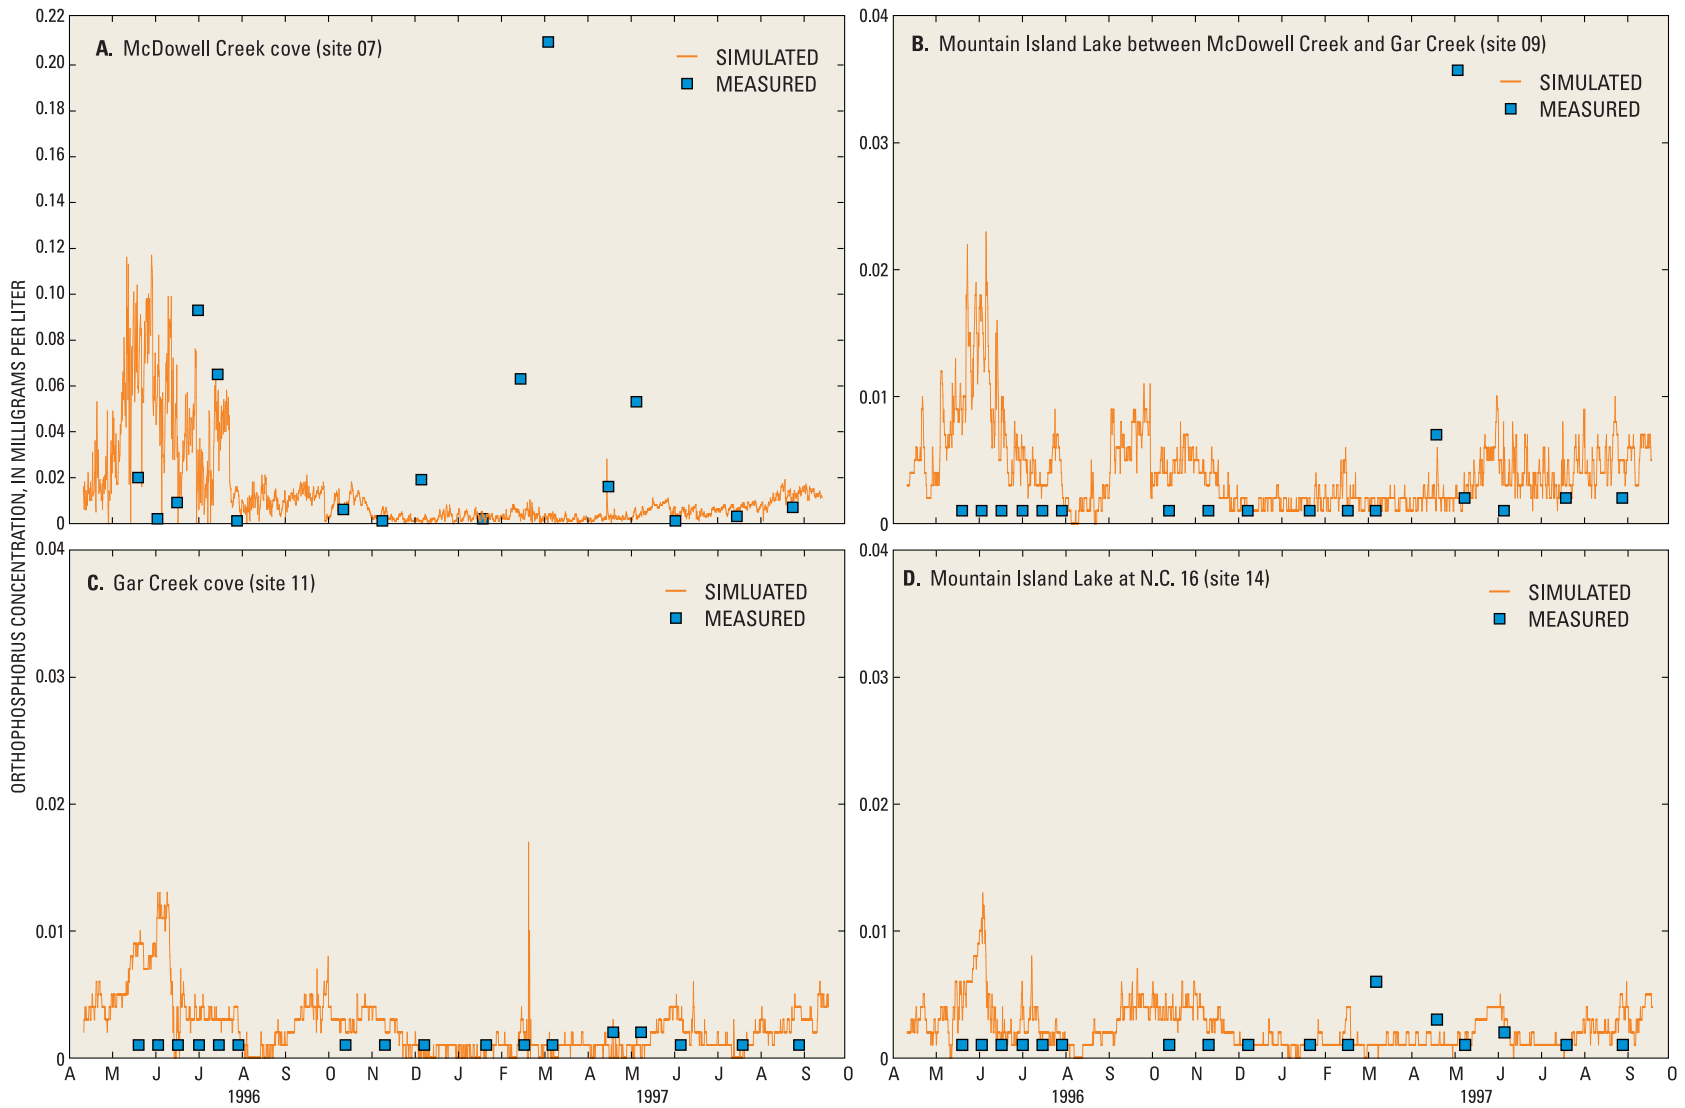 ORTHOPHOSPHORUS CONCENTRATION, IN MILLIGRAMS PER LITER
A. McDowell Creek cove (site 07)
SIMULATED
MEASURED
0.22
0.20
0.18
0.16
0.14
0.12
0.10
0.08
0.06
0.04
0.02
0
B. Mountain Island Lake between McDowell Creek and Gar Creek (site 09)
SIMULATED
MEASURED
0.04
0.03
0.02
0.01
0
C. Gar Creek cove (site 11)
SIMLUATED
MEASURED
0.04
0.03
0.02
0.01
0
A M J J A S O N D J F M A M J J A S O
1996 1997
D. Mountain Island Lake at N.C. 16 (site 14)
SIMULATED
MEASURED
0.04
0.03
0.02
0.01
0
A M J J A S O N D J F M A M J J A S O
1996 1997